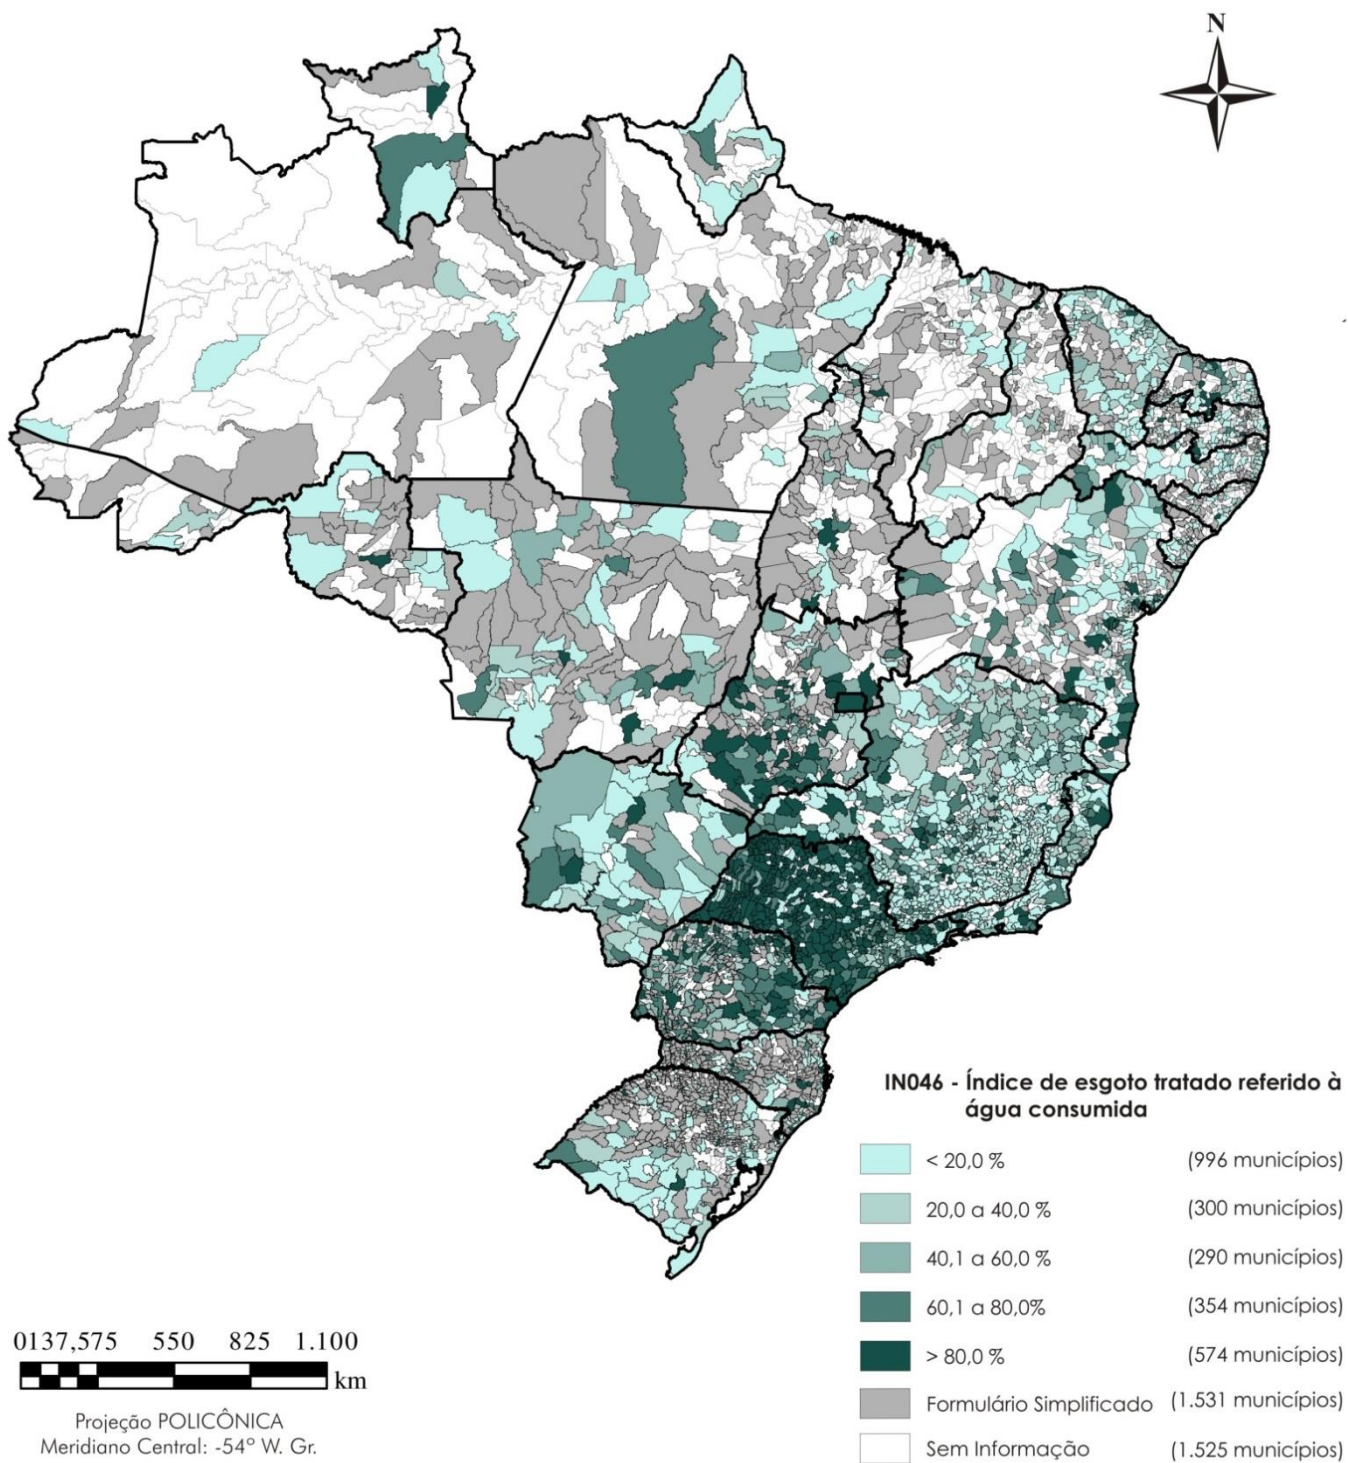 N
IN046 - Índice de esgoto tratado referido à
água consumida
< 20,0 % (996 municípios)
20,0 a 40,0 % (300 municípios)
40,1 a 60,0 % (290 municípios)
60,1 a 80,0% (354 municípios)
> 80,0 % (574 municípios)
Formulário Simplificado (1.531 municípios)
Sem Informação (1.525 municípios)
0137,575 550 825 1.100
km
Projeção POLICÔNICA
Meridiano Central: -54º W. Gr.